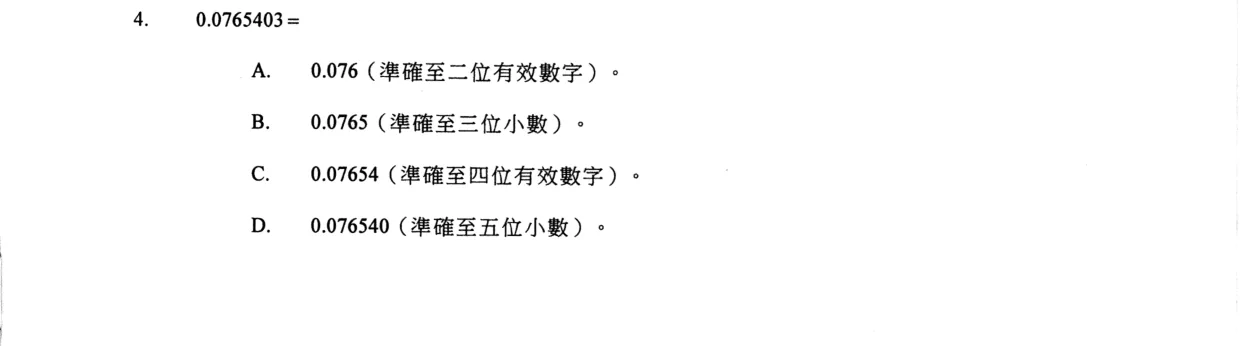 4. 0.0765403 =
A. 0.076（準確至二位有效數字）。
B. 0.0765（準確至三位小數）。
C. 0.07654（準確至四位有效數字）。
D. 0.076540（準確至五位小數）。